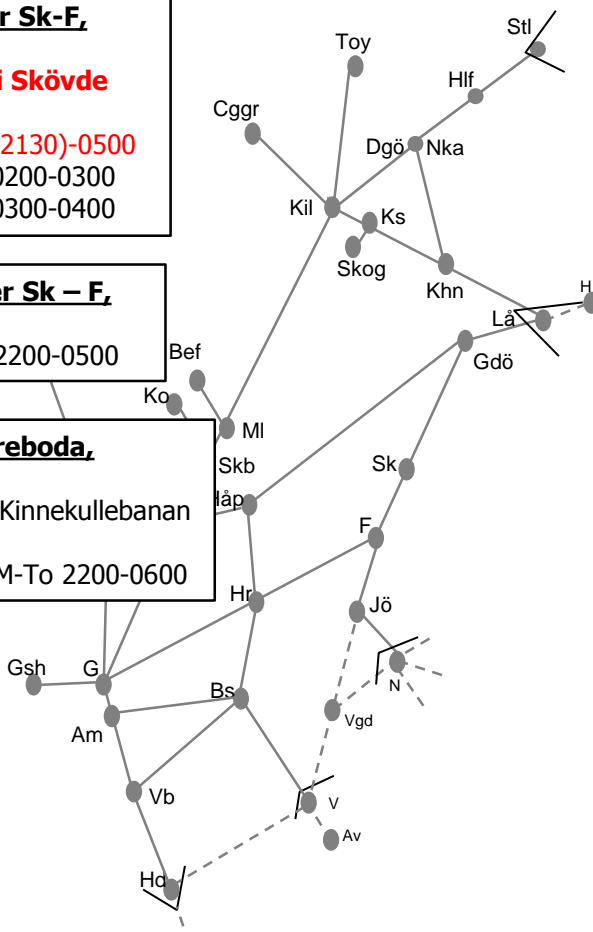 r Sk-F,
i Skövde
2130)-0500
0200-0300
0300-0400
er Sk – F,
2200-0500
reboda,
Kinnekullebanan
M-To 2200-0600
Stl
Toy
Hlf
Cggr
Dgö
Nka
Kil
Ks
Skog
Khn
H
Lå
Gdö
Bef
Ko
Ml
Skb
Håp
Sk
F
Hr
Jö
Gsh
G
Bs
N
Am
Vgd
Vb
V
Av
Hd